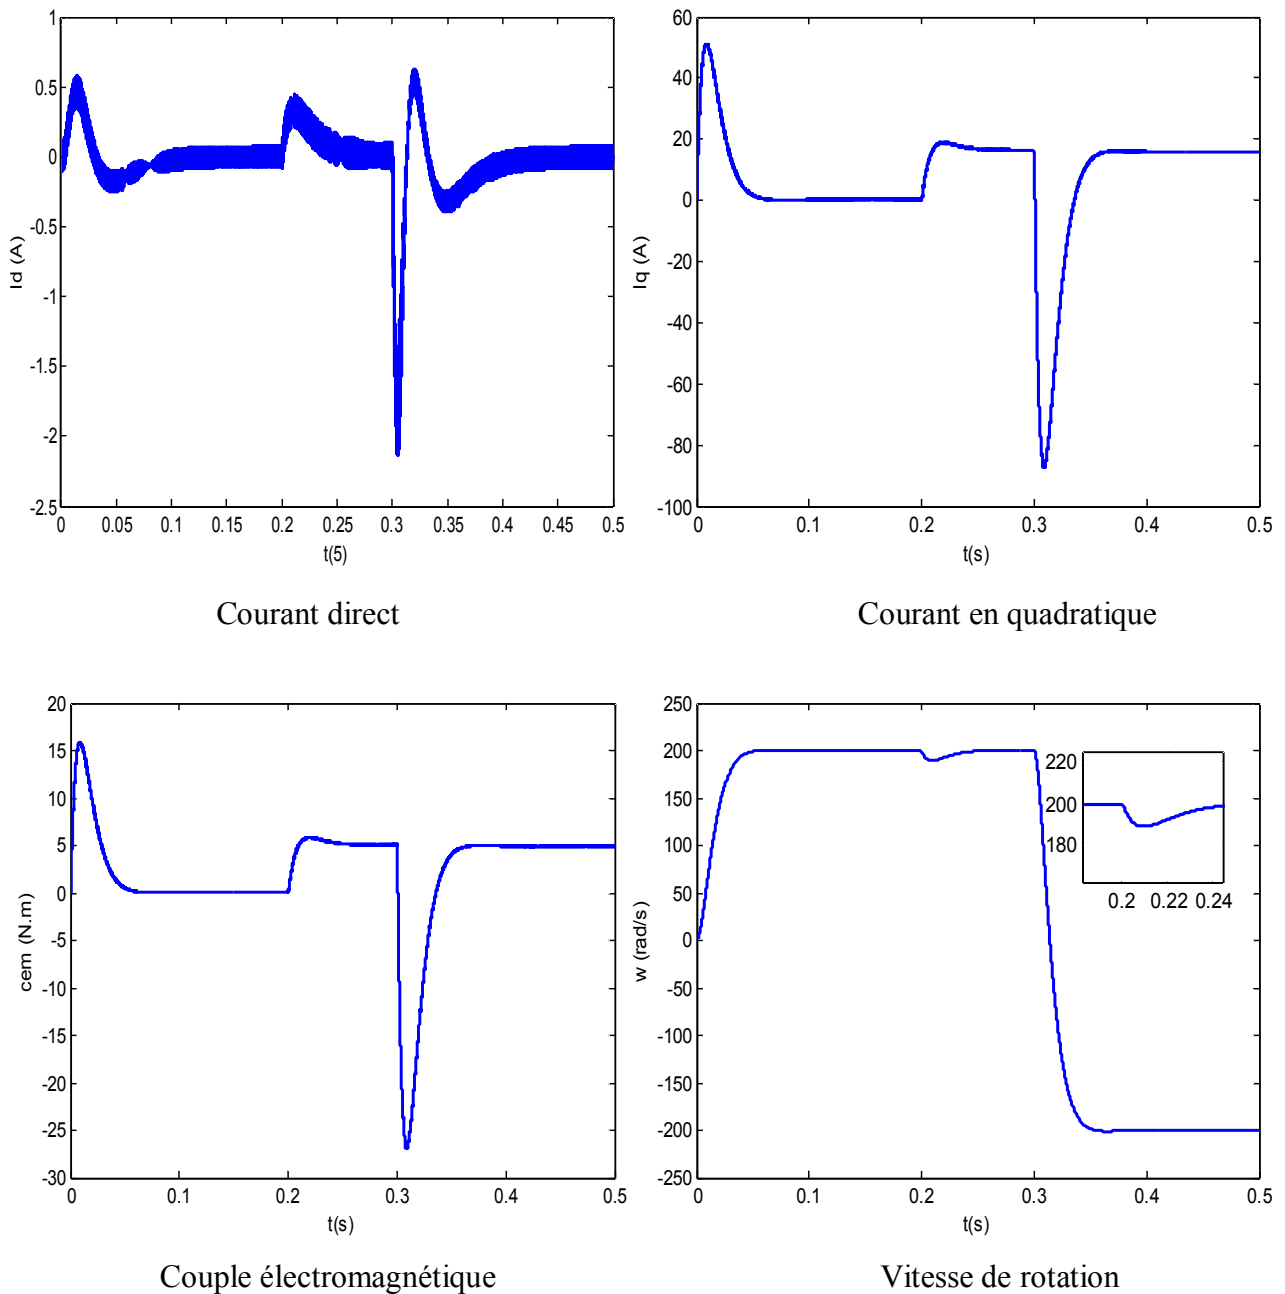 1
0.5
0
-0.5
-1
-1.5
-2
-2.5
Id (A)
0 0.05 0.1 0.15 0.2 0.25 0.3 0.35 0.4 0.45 0.5
t(5)
Courant direct
60
40
20
0
-20
-40
-60
-80
-100
Iq (A)
0 0.1 0.2 0.3 0.4 0.5
t(s)
Courant en quadratique
20
15
10
5
0
-5
-10
-15
-20
-25
-30
cem (N.m)
0 0.1 0.2 0.3 0.4 0.5
t(s)
Couple électromagnétique
250
200
150
100
50
0
-50
-100
-150
-200
-250
w (rad/s)
0 0.1 0.2 0.3 0.4 0.5
t(s)
220
200
180
0.2 0.22 0.24
Vitesse de rotation